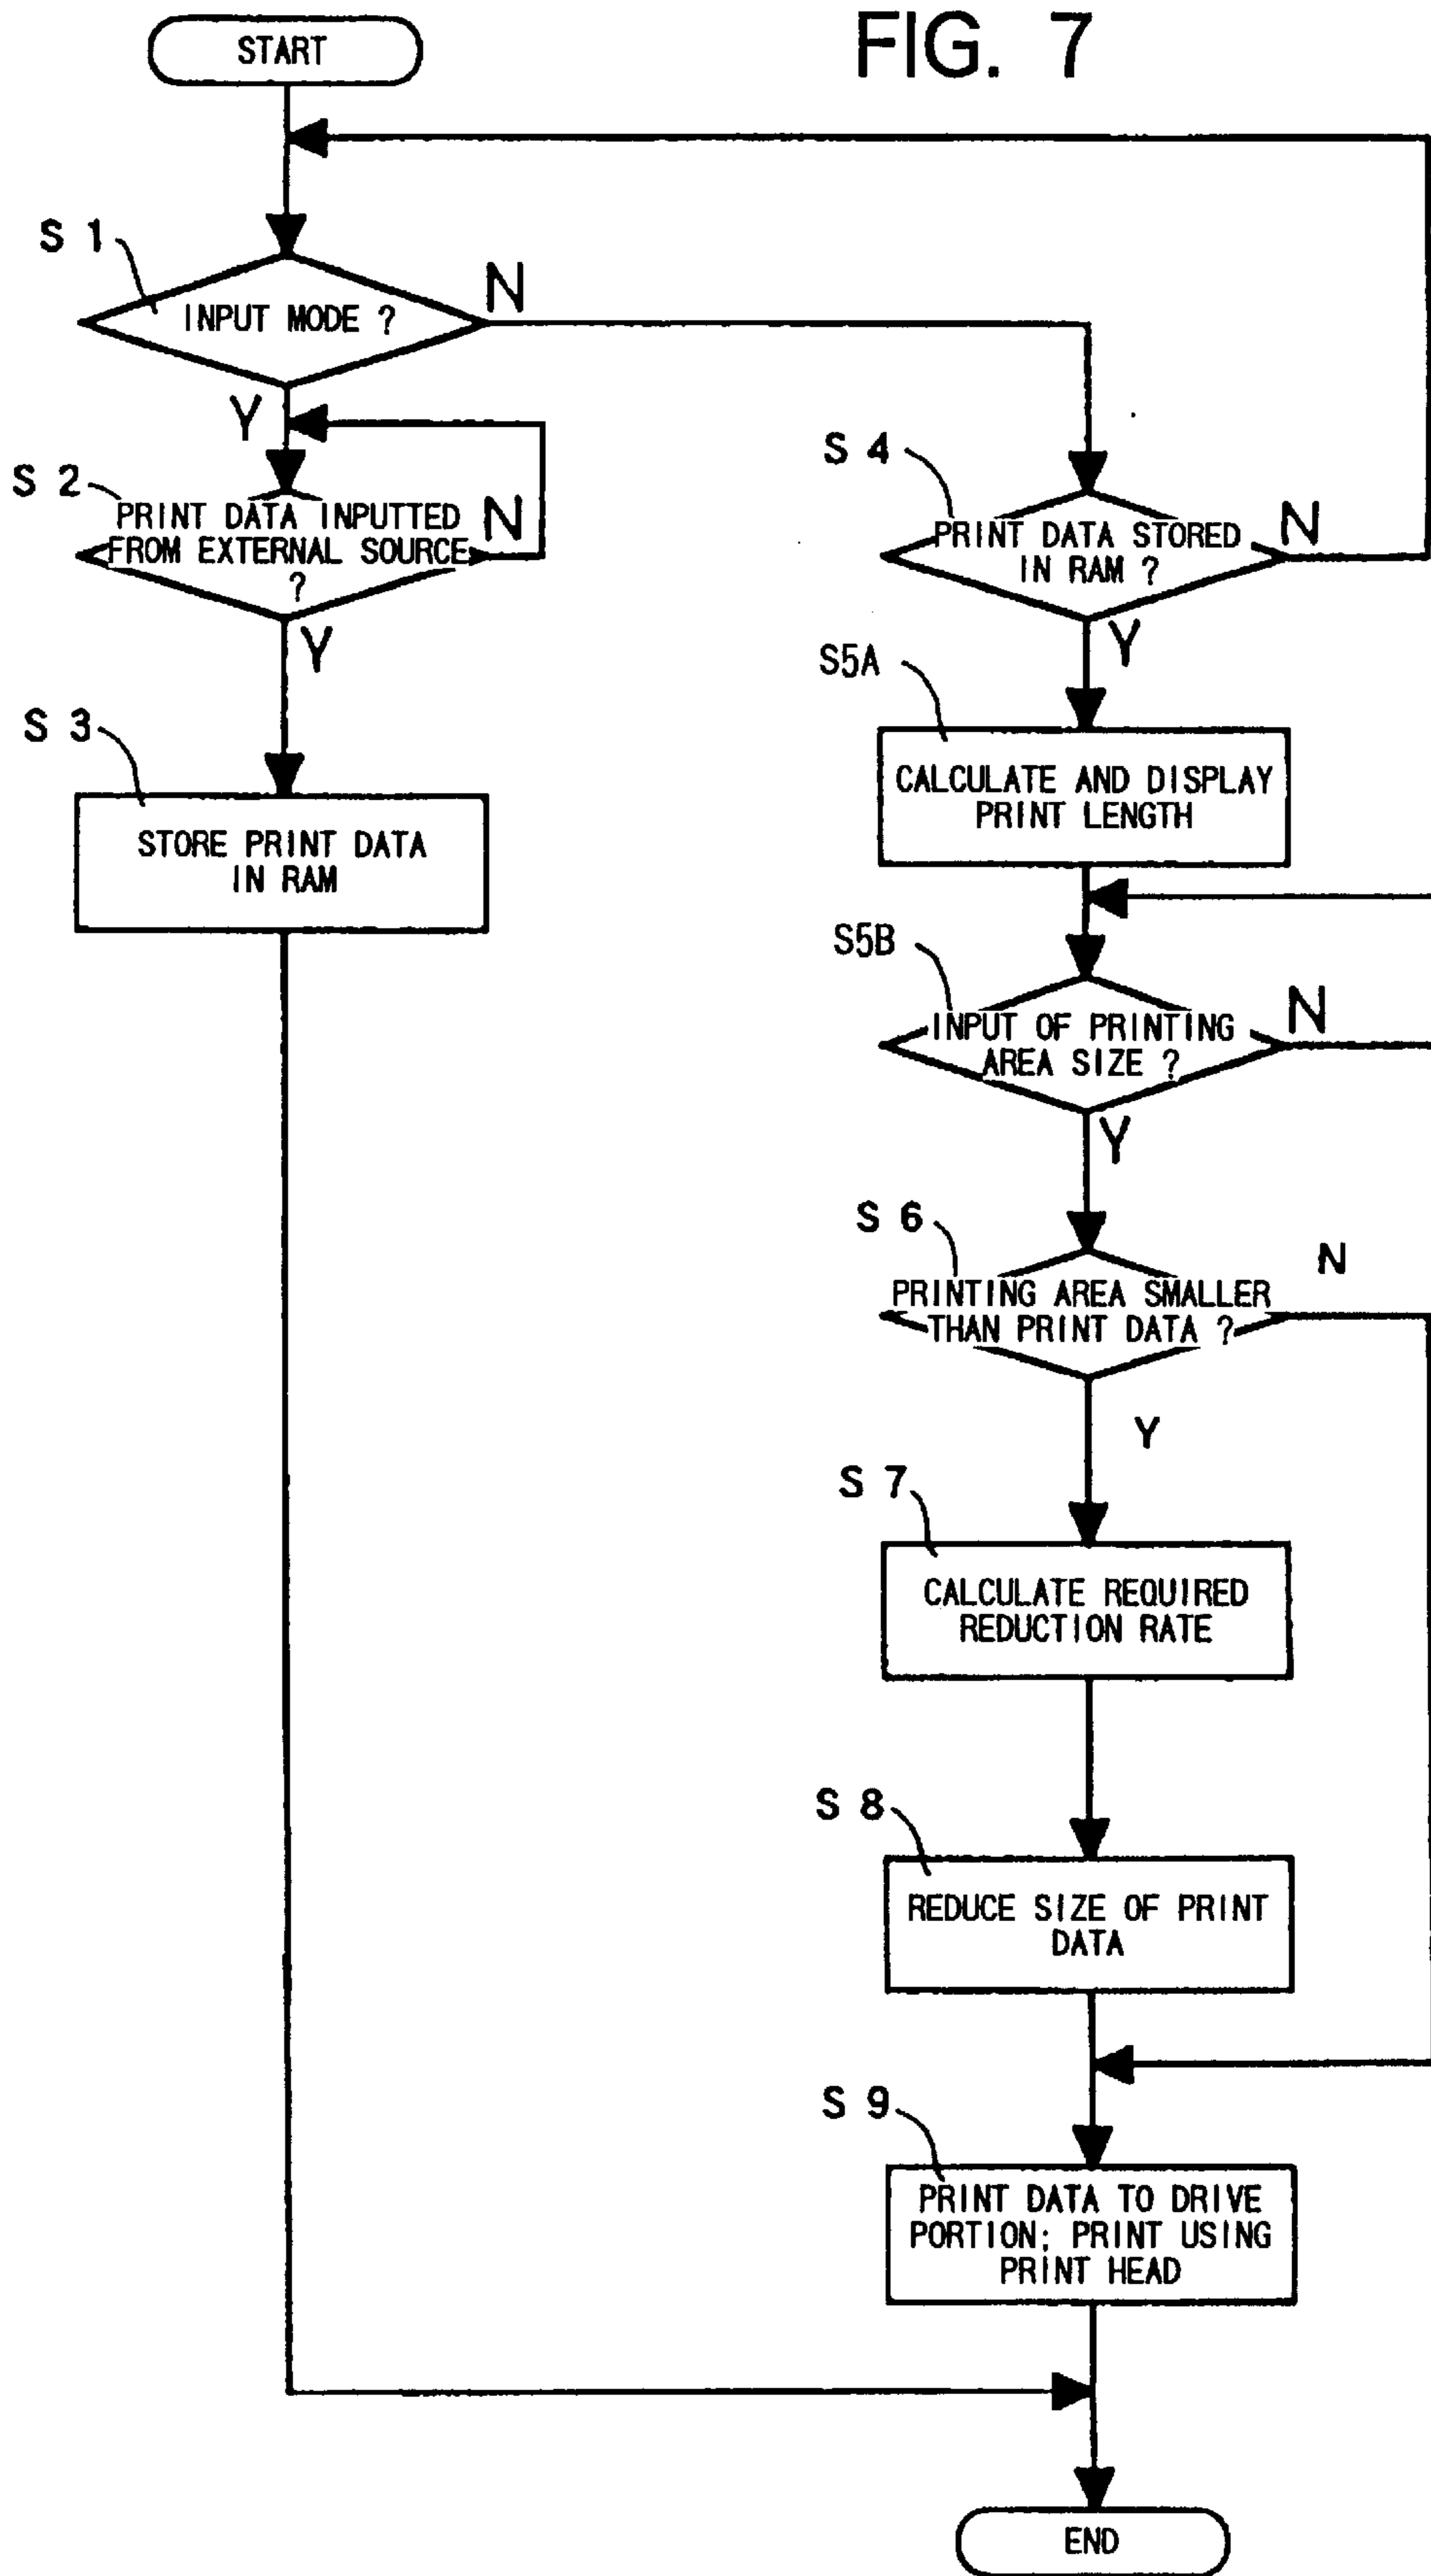 FIG. 7
START
S 1
INPUT MODE ?
N
Y
S 2
PRINT DATA INPUTTED
FROM EXTERNAL SOURCE
?
N
Y
S 3
STORE PRINT DATA
IN RAM
S 4
PRINT DATA STORED
IN RAM ?
N
Y
S5A
CALCULATE AND DISPLAY
PRINT LENGTH
S5B
INPUT OF PRINTING
AREA SIZE ?
N
Y
S 6
PRINTING AREA SMALLER
THAN PRINT DATA ?
N
Y
S 7
CALCULATE REQUIRED
REDUCTION RATE
S 8
REDUCE SIZE OF PRINT
DATA
S 9
PRINT DATA TO DRIVE
PORTION; PRINT USING
PRINT HEAD
END